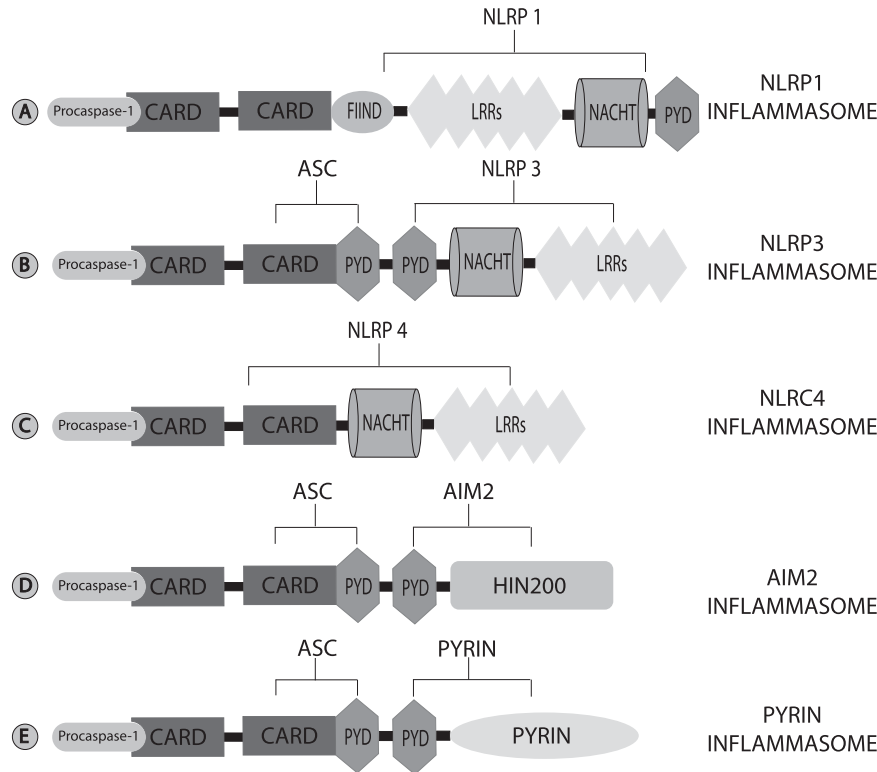 NLRP 1
A Procaspase-1 CARD CARD FIIND LRRs NACHT PYD
NLRP1
INFLAMMASOME
ASC NLRP 3
B Procaspase-1 CARD CARD PYD PYD NACHT LRRs
NLRP3
INFLAMMASOME
NLRP 4
C Procaspase-1 CARD CARD NACHT LRRs
NLRC4
INFLAMMASOME
ASC AIM2
D Procaspase-1 CARD CARD PYD PYD HIN200
AIM2
INFLAMMASOME
ASC PYRIN
E Procaspase-1 CARD CARD PYD PYD PYRIN
PYRIN
INFLAMMASOME